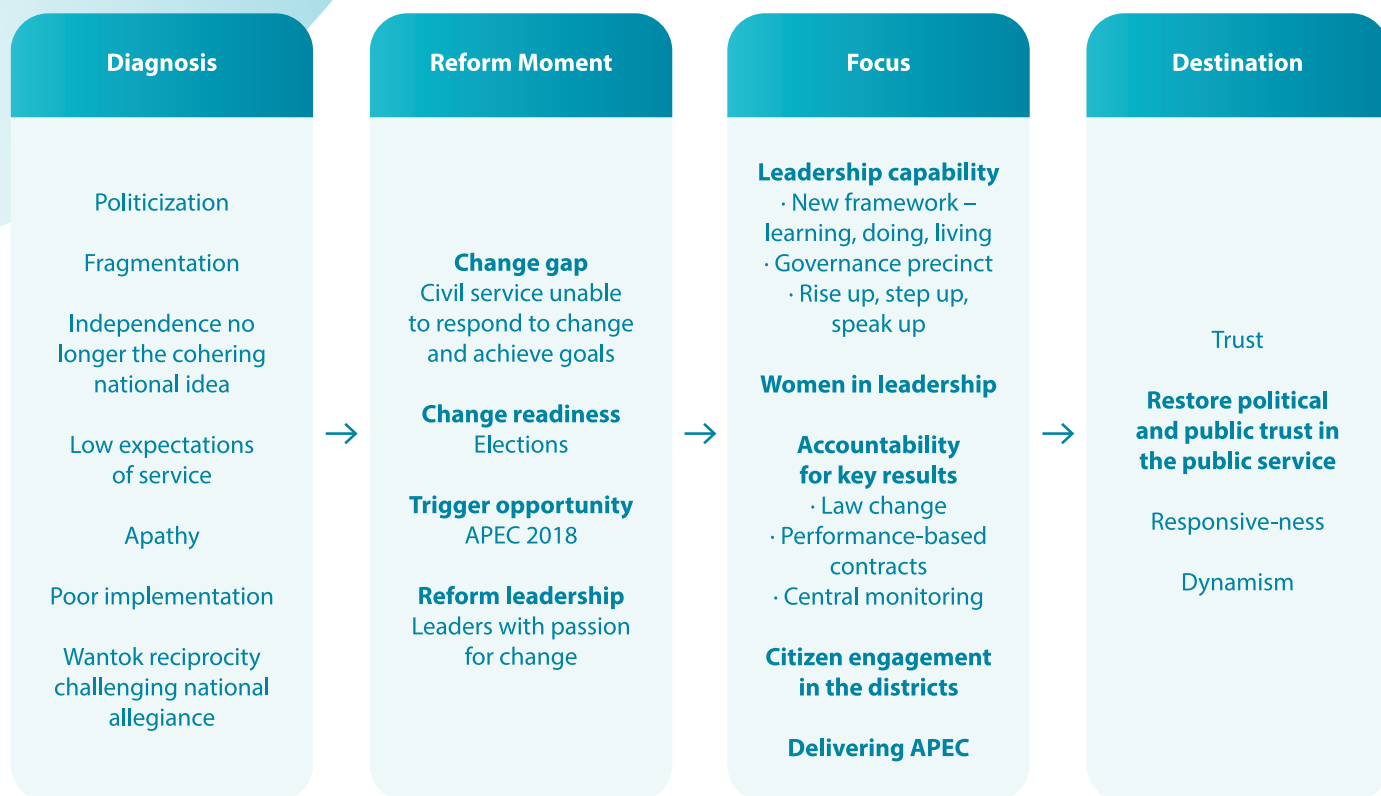 Diagnosis
Politicization
Fragmentation
Independence no
longer the cohering
national idea
Low expectations
of service
Apathy
Poor implementation
Wantok reciprocity
challenging national
allegiance
→
Reform Moment
Change gap
Civil service unable
to respond to change
and achieve goals
Change readiness
Elections
Trigger opportunity
APEC 2018
Reform leadership
Leaders with passion
for change
→
Focus
Leadership capability
· New framework –
learning, doing, living
· Governance precinct
· Rise up, step up,
speak up
Women in leadership
Accountability
for key results
· Law change
· Performance-based
contracts
· Central monitoring
Citizen engagement
in the districts
Delivering APEC
→
Destination
Trust
Restore political
and public trust in
the public service
Responsive-ness
Dynamism